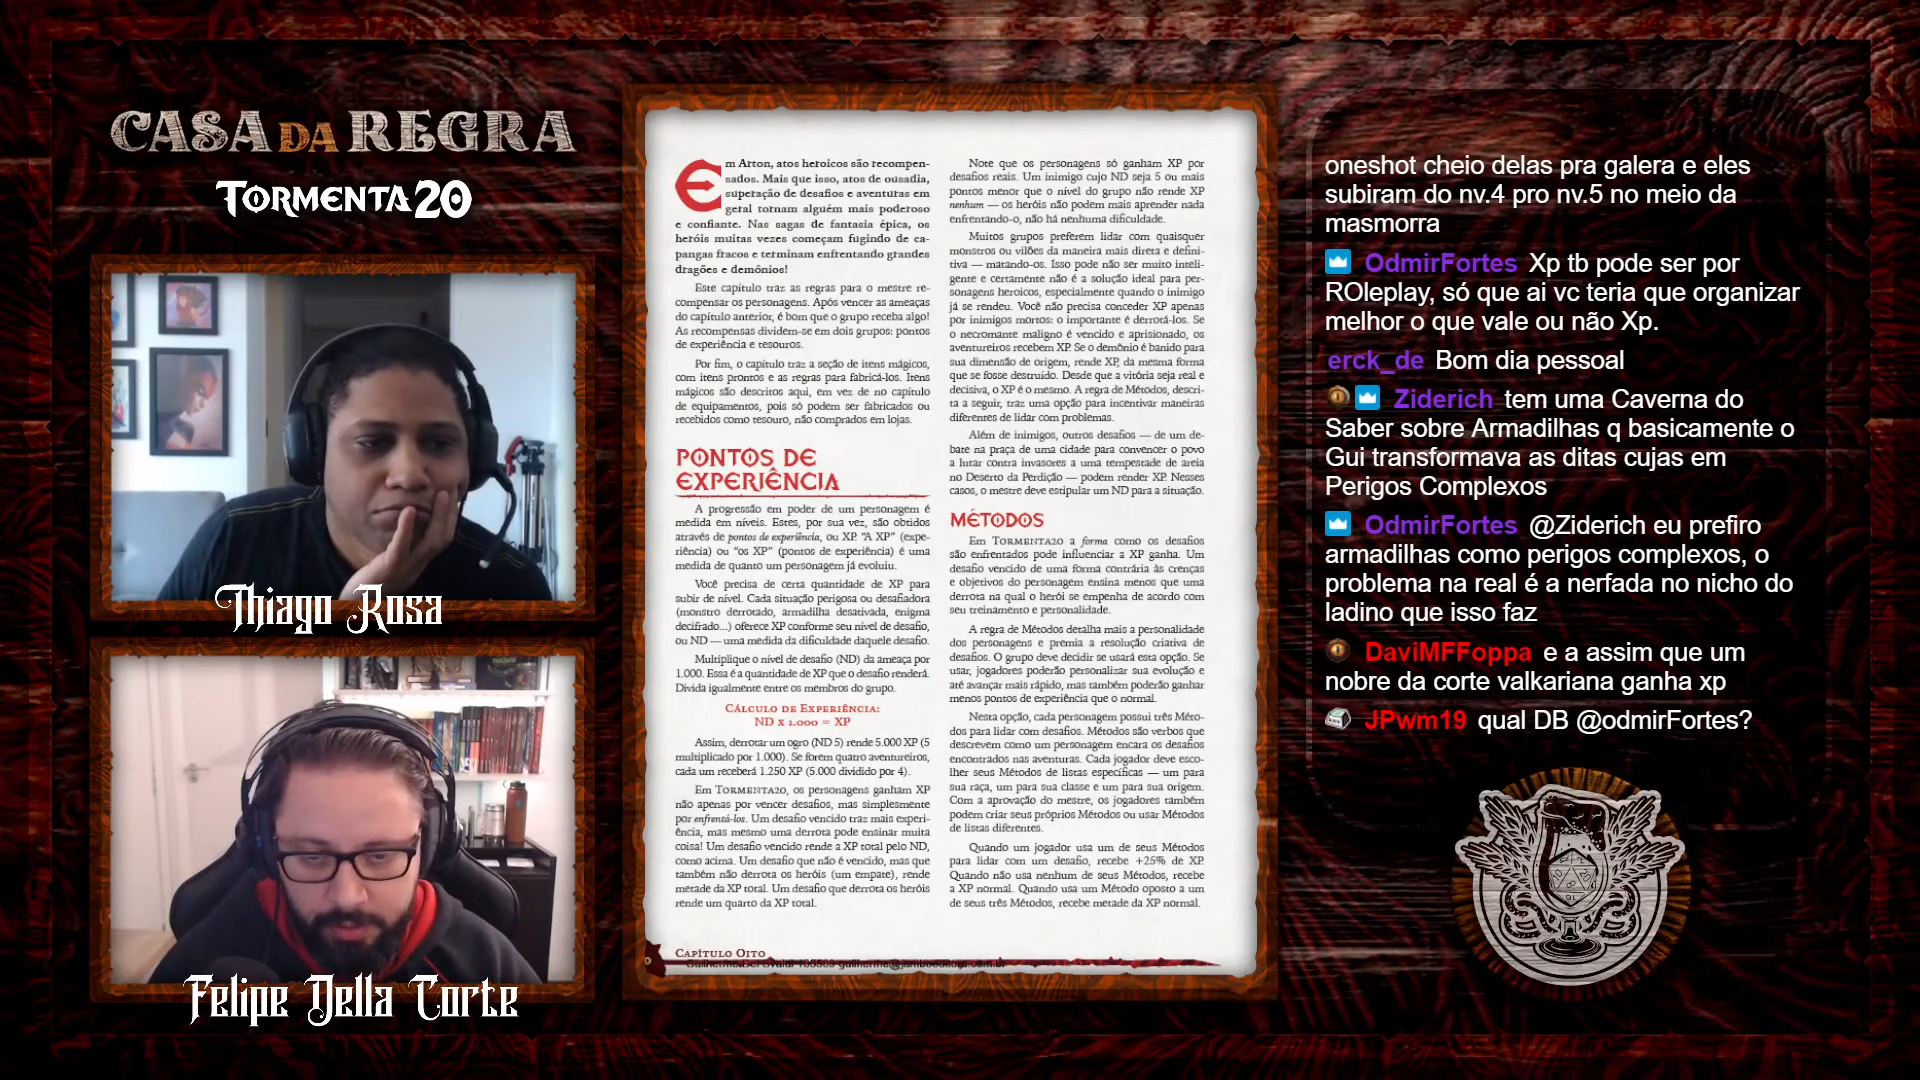 CASA DA REGRA
TORMENTA20
Thiago Rosa
Felipe Della Corte
Em Arton, atos heroicos são recompen-
sados. Mais que isso, atos de ousadia,
superação de desafios e aventuras em
geral tornam alguém mais poderoso
e confiante. Nas sagas de fantasia épica, os
heróis muitas vezes começam fugindo de ca-
pangas fracos e terminam enfrentando grandes
dragões e demônios!
Este capítulo traz as regras para o mestre re-
compensar os personagens. Após vencer as ameaças
do capítulo anterior, é bom que o grupo receba algo!
As recompensas dividem-se em dois grupos: pontos
de experiência e tesouros.
Por fim, o capítulo traz a seção de itens mágicos,
com itens prontos e as regras para fabricá-los. Itens
mágicos são descritos aqui, em vez de no capítulo
de equipamentos, pois só podem ser fabricados ou
recebidos como tesouro, não comprados em lojas.
PONTOS DE
EXPERIÊNCIA
A progressão em poder de um personagem é
medida em níveis. Estes, por sua vez, são obtidos
através de pontos de experiência, ou XP. "A XP" (expe-
riência) ou "os XP" (pontos de experiência) é uma
medida de quanto um personagem já evoluiu.
Você precisa de certa quantidade de XP para
subir de nível. Cada situação perigosa ou desafiadora
(monstro derrotado, armadilha desativada, enigma
decifrado...) oferece XP conforme seu nível de desafio,
ou ND — uma medida da dificuldade daquele desafio.
Multiplique o nível de desafio (ND) da ameaça por
1.000. Essa é a quantidade de XP que o desafio renderá.
Divida igualmente entre os membros do grupo.
CÁLCULO DE EXPERIÊNCIA:
ND X 1.000 = XP
Assim, derrotar um ogro (ND 5) rende 5.000 XP (5
multiplicado por 1.000). Se forem quatro aventureiros,
cada um receberá 1.250 XP (5.000 dividido por 4).
Em TORMENTA20, os personagens ganham XP
não apenas por vencer desafios, mas simplesmente
por enfrentá-los. Um desafio vencido traz mais experi-
ência, mas mesmo uma derrota pode ensinar muita
coisa! Um desafio vencido rende a XP total pelo ND,
como acima. Um desafio que não é vencido, mas que
também não derrota os heróis (um empate), rende
metade da XP total. Um desafio que derrota os heróis
rende um quarto da XP total.
CAPÍTULO OITO
Note que os personagens só ganham XP por
desafios reais. Um inimigo cujo ND seja 5 ou mais
pontos menor que o nível do grupo não rende XP
nenhum — os heróis não podem mais aprender nada
enfrentando-o, não há nenhuma dificuldade.
Muitos grupos preferem lidar com quaisquer
monstros ou vilões da maneira mais direta e defini-
tiva — matando-os. Isso pode não ser muito inteli-
gente e certamente não é a solução ideal para per-
sonagens heroicos, especialmente quando o inimigo
já se rendeu. Você não precisa conceder XP apenas
por inimigos mortos: o importante é derrotá-los. Se
o necromante maligno é vencido e aprisionado, os
aventureiros recebem XP. Se o demônio é banido para
sua dimensão de origem, rende XP, da mesma forma
que se fosse destruído. Desde que a vitória seja real e
decisiva, o XP é o mesmo. A regra de Métodos, descri-
ta a seguir, traz uma opção para incentivar maneiras
diferentes de lidar com problemas.
Além de inimigos, outros desafios — de um de-
bate na praça de uma cidade para convencer o povo
a lutar contra invasores a uma tempestade de areia
no Deserto da Perdição — podem render XP. Nesses
casos, o mestre deve estipular um ND para a situação.
MÉTODOS
Em TORMENTA20 a forma como os desafios
são enfrentados pode influenciar a XP ganha. Um
desafio vencido de uma forma contrária às crenças
e objetivos do personagem ensina menos que uma
derrota na qual o herói se empenha de acordo com
seu treinamento e personalidade.
A regra de Métodos detalha mais a personalidade
dos personagens e premia a resolução criativa de
desafios. O grupo deve decidir se usará esta opção. Se
usar, jogadores poderão personalizar sua evolução e
até avançar mais rápido, mas também poderão ganhar
menos pontos de experiência que o normal.
Nesta opção, cada personagem possui três Méto-
dos para lidar com desafios. Métodos são verbos que
descrevem como um personagem encara os desafios
encontrados nas aventuras. Cada jogador deve esco-
lher seus Métodos de listas específicas — um para
sua raça, um para sua classe e um para sua origem.
Com a aprovação do mestre, os jogadores também
podem criar seus próprios Métodos ou usar Métodos
de listas diferentes.
Quando um jogador usa um de seus Métodos
para lidar com um desafio, recebe +25% de XP.
Quando não usa nenhum de seus Métodos, recebe
a XP normal. Quando usa um Método oposto a um
de seus três Métodos, recebe metade da XP normal.
oneshot cheio delas pra galera e eles
subiram do nv.4 pro nv.5 no meio da
masmorra
OdmirFortes Xp tb pode ser por
ROleplay, só que ai vc teria que organizar
melhor o que vale ou não Xp.
erck_de Bom dia pessoal
Ziderich tem uma Caverna do
Saber sobre Armadilhas q basicamente o
Gui transformava as ditas cujas em
Perigos Complexos
OdmirFortes @Ziderich eu prefiro
armadilhas como perigos complexos, o
problema na real é a nerfada no nicho do
ladino que isso faz
DaviMFFoppa e a assim que um
nobre da corte valkariana ganha xp
JPwm19 qual DB @odmirFortes?